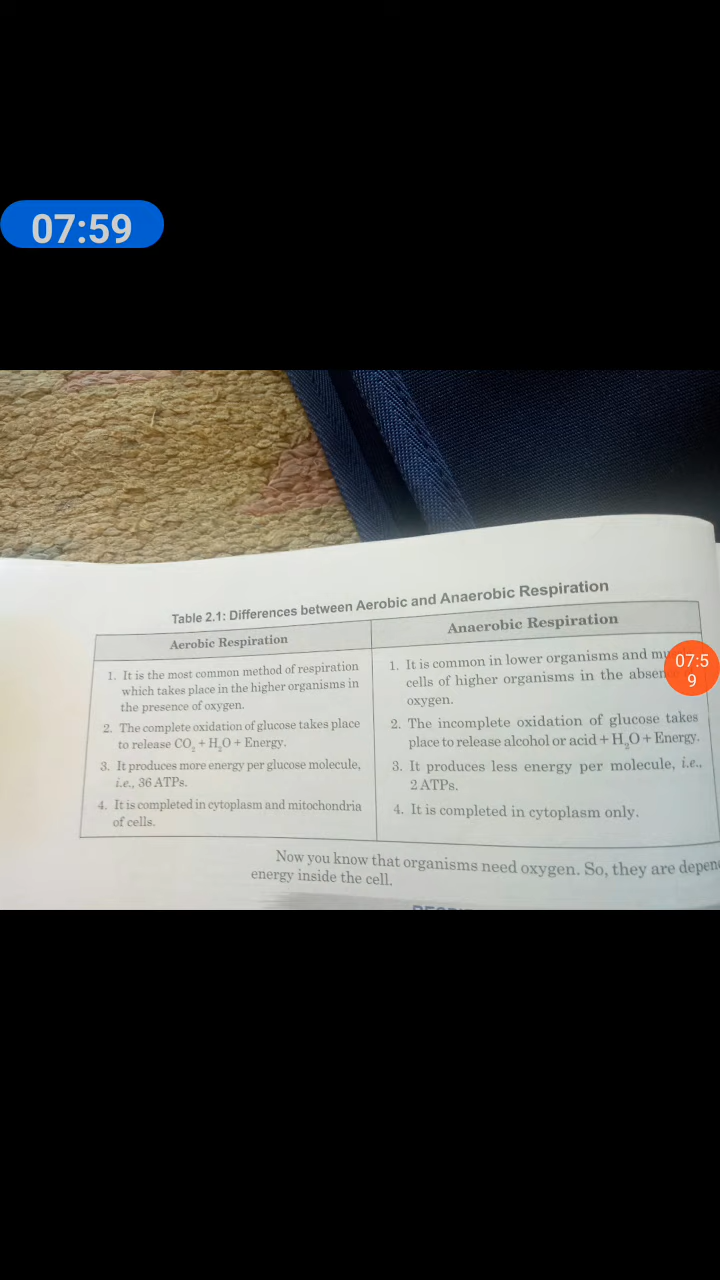 07:59
Table 2.1: Differences between Aerobic and Anaerobic Respiration
Aerobic Respiration
1. It is the most common method of respiration
which takes place in the higher organisms in
the presence of oxygen.
2. The complete oxidation of glucose takes place
to release CO₂ + H₂O + Energy.
3. It produces more energy per glucose molecule,
i.e., 36 ATPs.
4. It is completed in cytoplasm and mitochondria
of cells.
Anaerobic Respiration
1. It is common in lower organisms and
cells of higher organisms in the
oxygen.
2. The incomplete oxidation of glucose takes
place to release alcohol or acid + H₂O + Energy.
3. It produces less energy per molecule, i.e.,
2 ATPs.
4. It is completed in cytoplasm only.
07:5
9
Now you know that organisms need oxygen. So, they are
energy inside the cell.